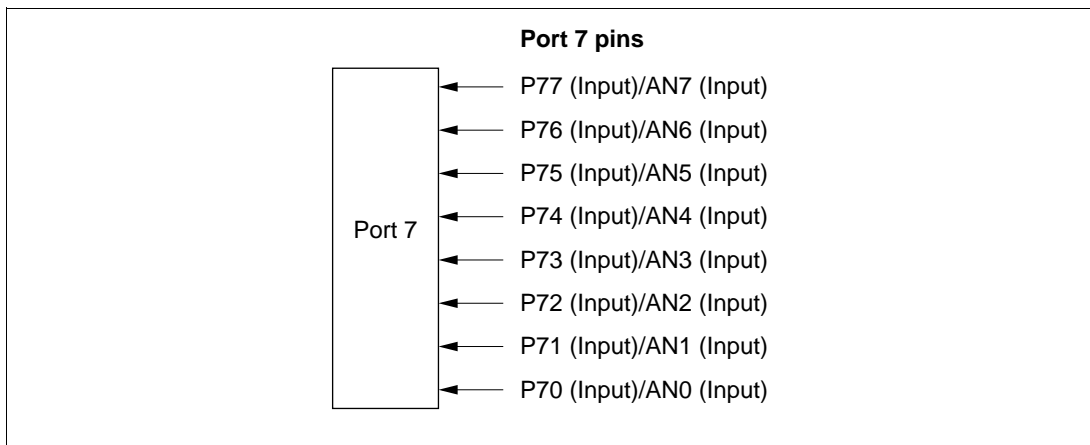 Port 7 pins
P77 (Input)/AN7 (Input)
P76 (Input)/AN6 (Input)
P75 (Input)/AN5 (Input)
P74 (Input)/AN4 (Input)
Port 7
P73 (Input)/AN3 (Input)
P72 (Input)/AN2 (Input)
P71 (Input)/AN1 (Input)
P70 (Input)/AN0 (Input)